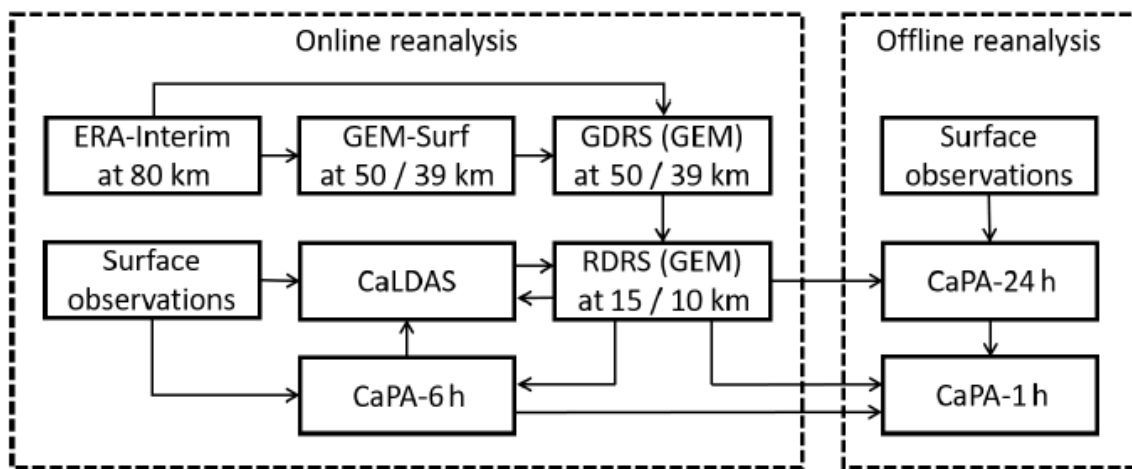 Online reanalysis
ERA-Interim
at 80 km
GEM-Surf
at 50 / 39 km
GDRS (GEM)
at 50 / 39 km
Surface
observations
CaLDAS
RDRS (GEM)
at 15 / 10 km
CaPA-6 h
Offline reanalysis
Surface
observations
CaPA-24 h
CaPA-1 h